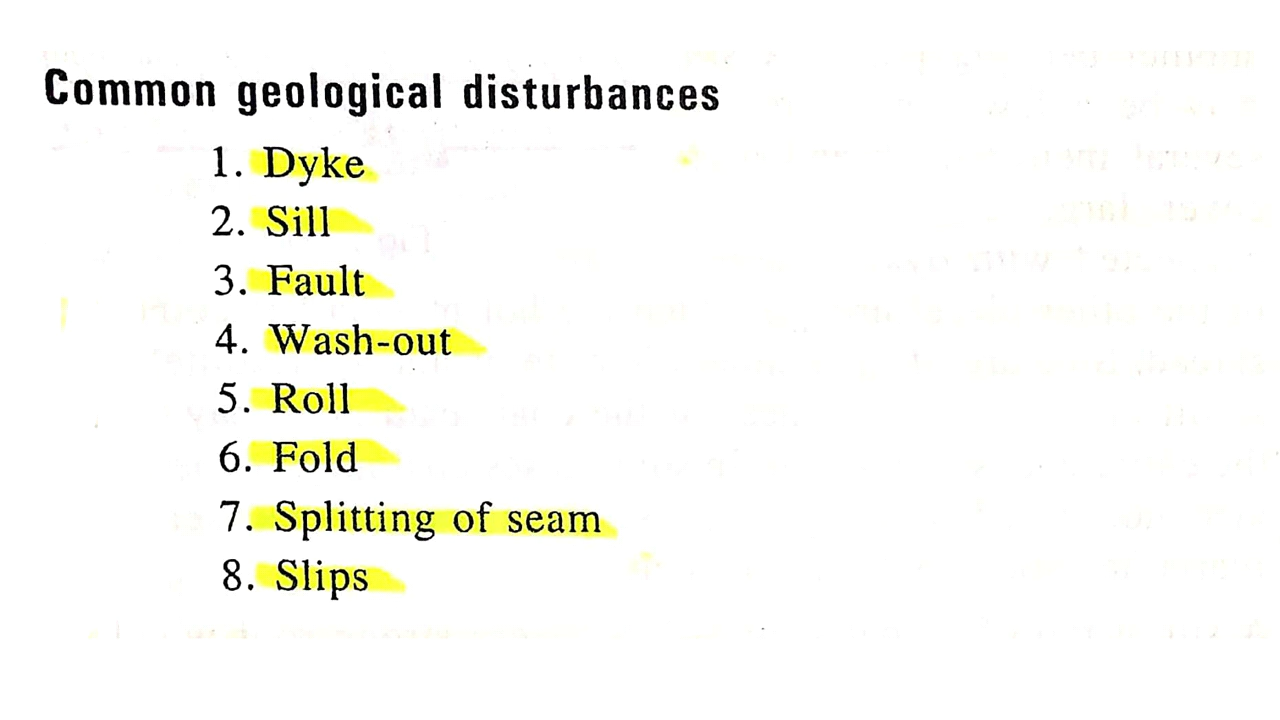 Common geological disturbances
1. Dyke
2. Sill
3. Fault
4. Wash-out
5. Roll
6. Fold
7. Splitting of seam
8. Slips